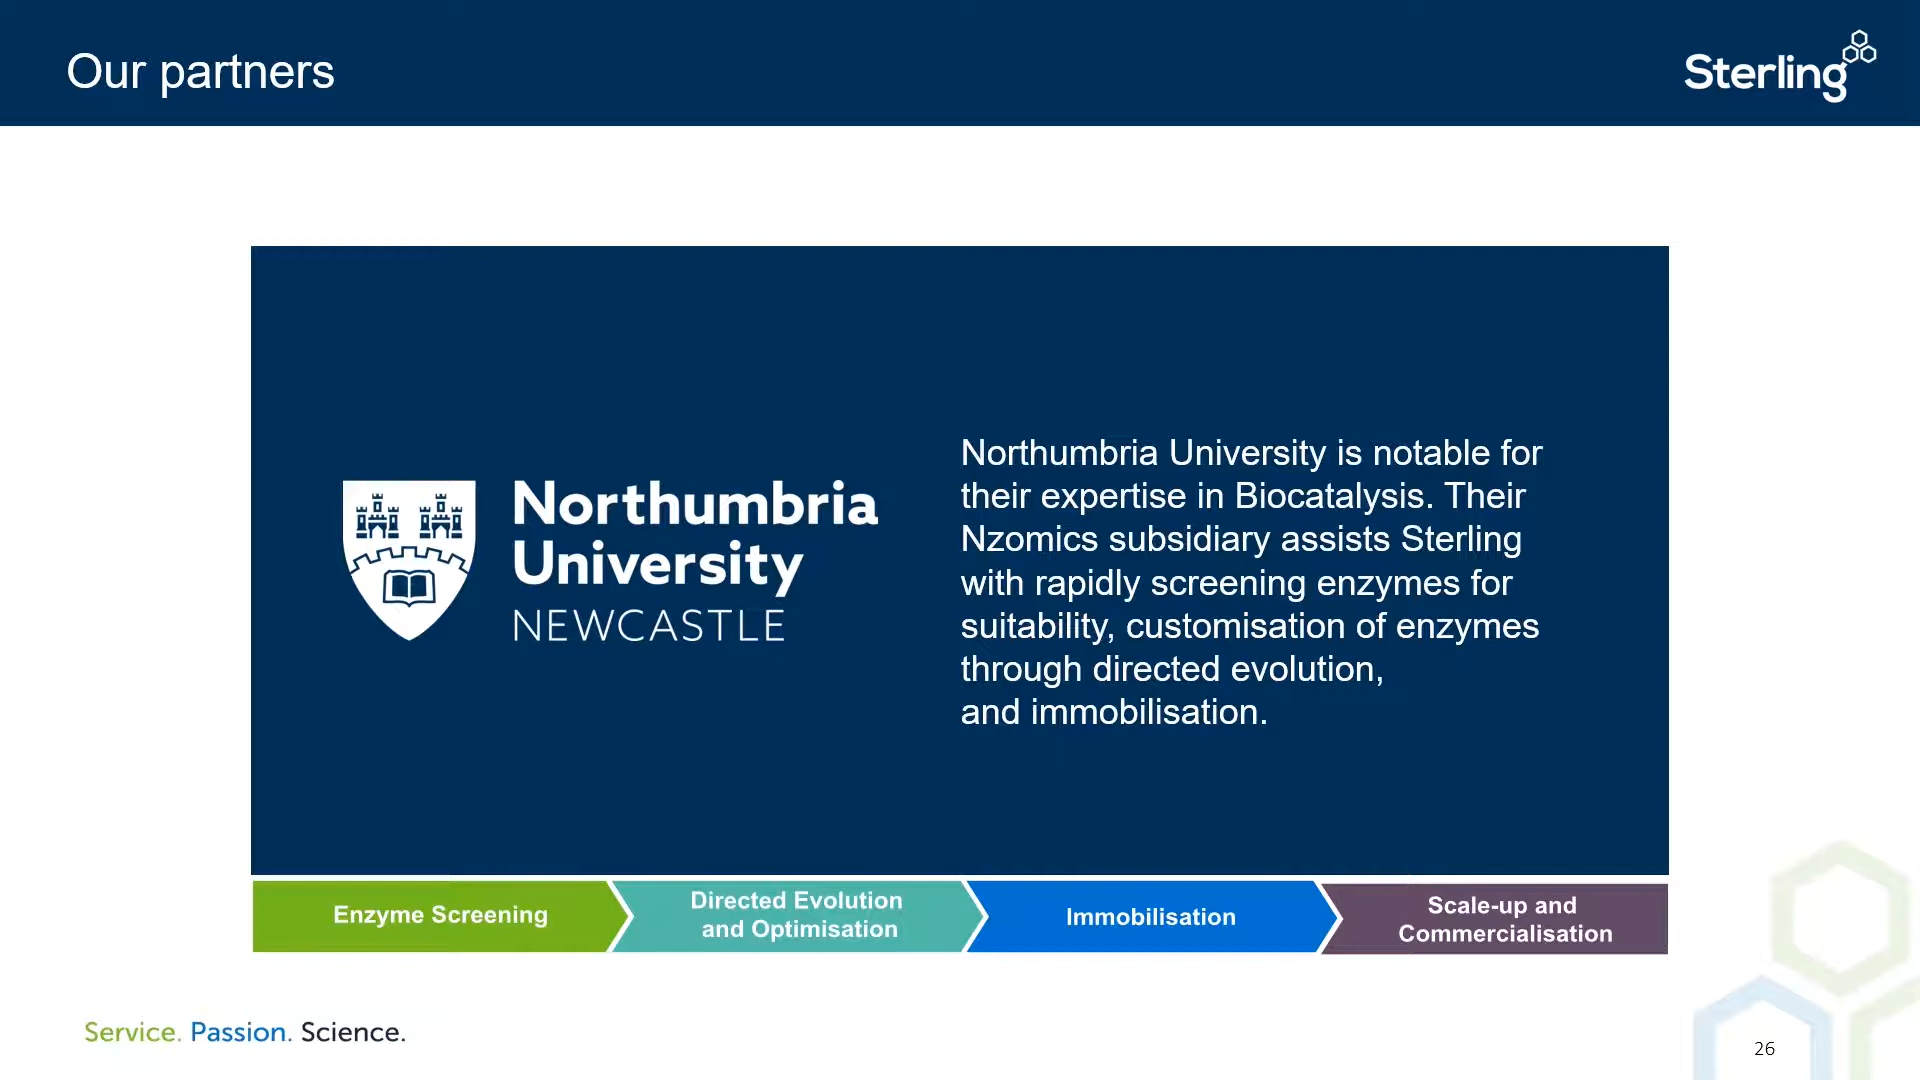 Our partners
Sterling
Northumbria
University
NEWCASTLE
Northumbria University is notable for
their expertise in Biocatalysis. Their
Nzomics subsidiary assists Sterling
with rapidly screening enzymes for
suitability, customisation of enzymes
through directed evolution,
and immobilisation.
Enzyme Screening
Directed Evolution
and Optimisation
Immobilisation
Scale-up and
Commercialisation
Service. Passion. Science.
26